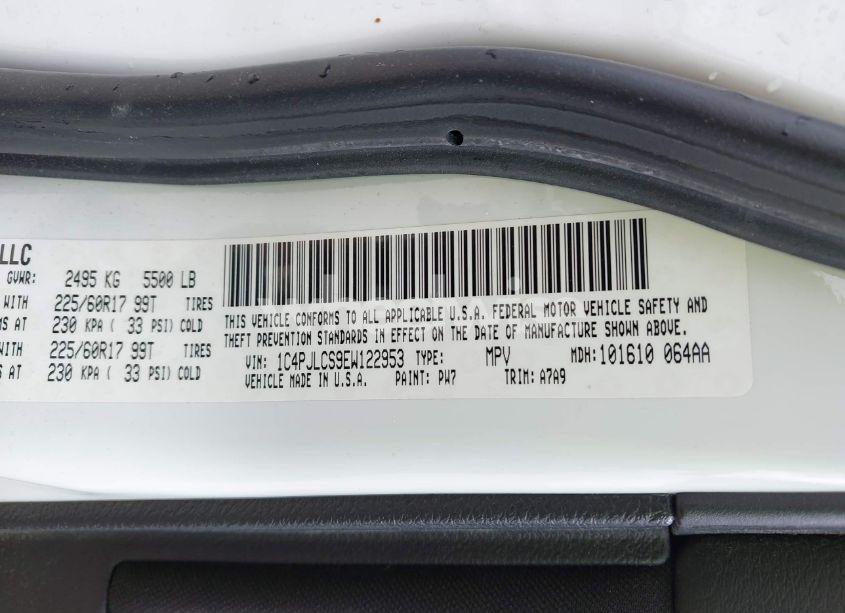 LLC
GVWR: 2495 KG 5500 LB
WITH 225/60R17 99T TIRES
MS AT 230 KPA ( 33 PSI) COLD
WITH 225/60R17 99T TIRES
S AT 230 KPA ( 33 PSI) COLD
THIS VEHICLE CONFORMS TO ALL APPLICABLE U.S.A. FEDERAL MOTOR VEHICLE SAFETY AND
THEFT PREVENTION STANDARDS IN EFFECT ON THE DATE OF MANUFACTURE SHOWN ABOVE.
VIN: 1C4PJLCS9EW122953 TYPE: MPV MDH: 101610 064AA
VEHICLE MADE IN U.S.A. PAINT: PW7 TRIM: A7A9